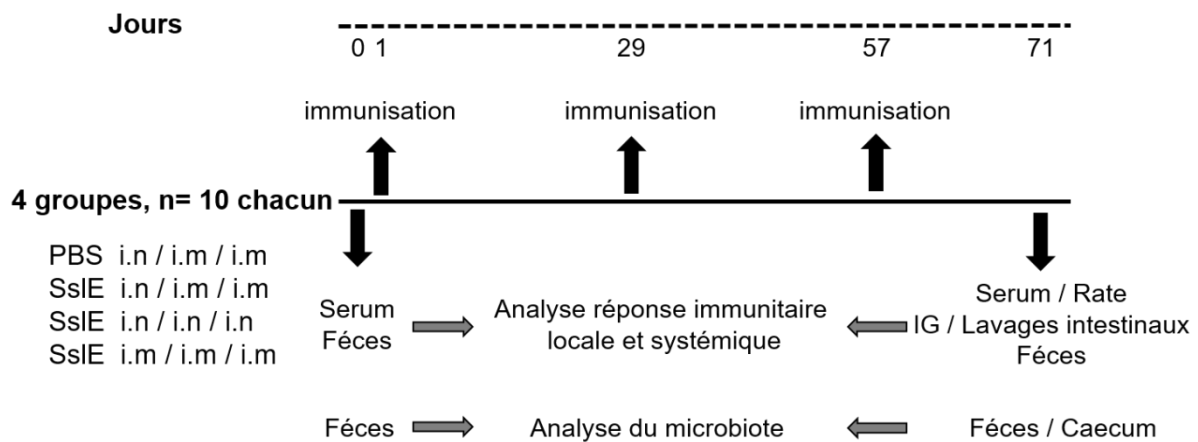 Jours
0 1 29 57 71
immunisation immunisation immunisation
4 groupes, n= 10 chacun
PBS i.n / i.m / i.m
SslE i.n / i.m / i.m
SslE i.n / i.n / i.n
SslE i.m / i.m / i.m
Serum
Féces
Analyse réponse immunitaire
locale et systémique
Serum / Rate
IG / Lavages intestinaux
Féces
Féces Analyse du microbiote Féces / Caecum